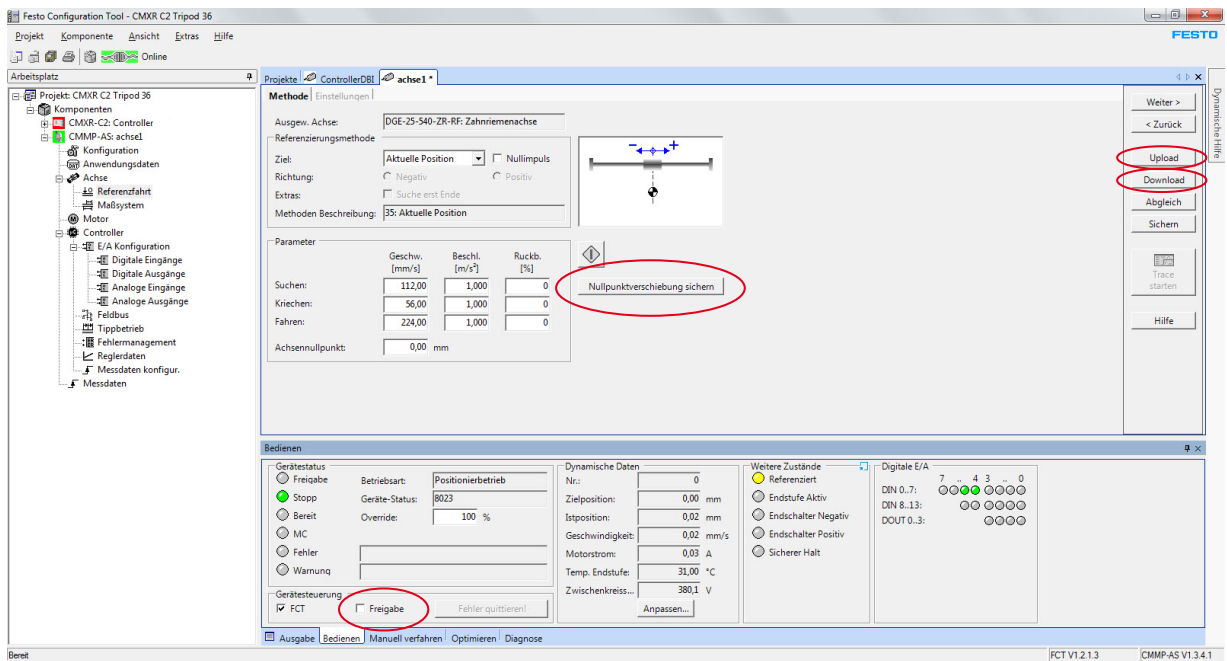 Festo Configuration Tool - CMXR C2 Tripod 36
Projekt Komponente Ansicht Extras Hilfe
FESTO
Online
Arbeitsplatz
Projekt: CMXR C2 Tripod 36
Komponenten
CMXR-C2: Controller
CMMP-AS: achse1
Konfiguration
Anwendungsdaten
Achse
Referenzfahrt
Maßsystem
Motor
Controller
E/A Konfiguration
Digitale Eingänge
Digitale Ausgänge
Analoge Eingänge
Analoge Ausgänge
Feldbus
Tippbetrieb
Fehlermanagement
Reglerdaten
Messdaten konfigur.
Messdaten
Projekte ControllerDBI achse1 *
Methode Einstellungen
Ausgew. Achse: DGE-25-540-ZR-RF: Zahnriemenachse
Referenzierungsmethode
Ziel: Aktuelle Position Nullimpuls
Richtung: Negativ Positiv
Extras: Suche erst Ende
Methoden Beschreibung: 35: Aktuelle Position
- +
Parameter
Geschw. Beschl. Ruckb.
[mm/s] [m/s²] [%]
Suchen: 112,00 1,000 0
Kriechen: 56,00 1,000 0
Fahren: 224,00 1,000 0
Achsennullpunkt: 0,00 mm
Nullpunktverschiebung sichern
Weiter >
< Zurück
Upload
Download
Abgleich
Sichern
Trace
starten
Hilfe
Dynamische Hilfe
Bedienen
Gerätestatus
Freigabe
Stopp
Bereit
MC
Fehler
Warnung
Betriebsart: Positionierbetrieb
Geräte-Status: 8023
Override: 100 %
Gerätesteuerung
FCT Freigabe Fehler quittieren!
Dynamische Daten
Nr.: 0
Zielposition: 0,00 mm
Istposition: 0,02 mm
Geschwindigkeit: 0,02 mm/s
Motorstrom: 0,03 A
Temp. Endstufe: 31,00 °C
Zwischenkreiss... 380,1 V
Anpassen...
Weitere Zustände
Referenziert
Endstufe Aktiv
Endschalter Negativ
Endschalter Positiv
Sicherer Halt
Digitale E/A
7 .. 4 3 .. 0
DIN 0..7:
DIN 8..13:
DOUT 0..3:
Ausgabe Bedienen Manuell verfahren Optimieren Diagnose
Bereit
FCT V1.2.1.3 CMMP-AS V1.3.4.1